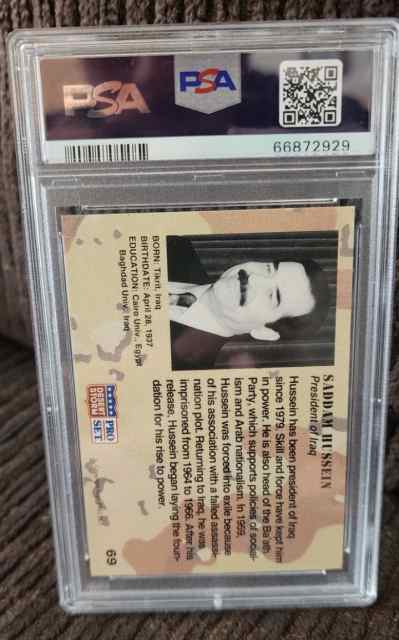 PSA
PSA
66872929
SADDAM HUSSEIN
President of Iraq
Hussein has been president of Iraq
since 1979. Skill and force have kept him
in power. He is also head of the Ba'ath
Party, which supports policies of social-
ism and Arab nationalism. In 1959,
Hussein was forced into exile because
of his association with a failed assassi-
nation plot. Returning to Iraq, he was
imprisoned from 1964 to 1966. After his
release, Hussein began laying the foun-
dation for his rise to power.
BORN: Tikrit, Iraq
BIRTHDATE: April 28, 1937
EDUCATION: Cairo Univ., Egypt
Baghdad Univ. Iraq
PRO
SET
DESERT
STORM
69